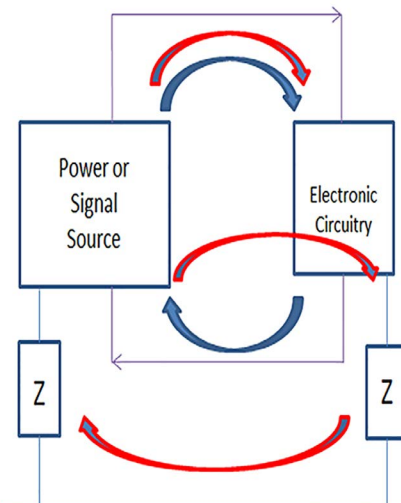 Power or
Signal
Source
Electronic
Circuitry
Z
Z